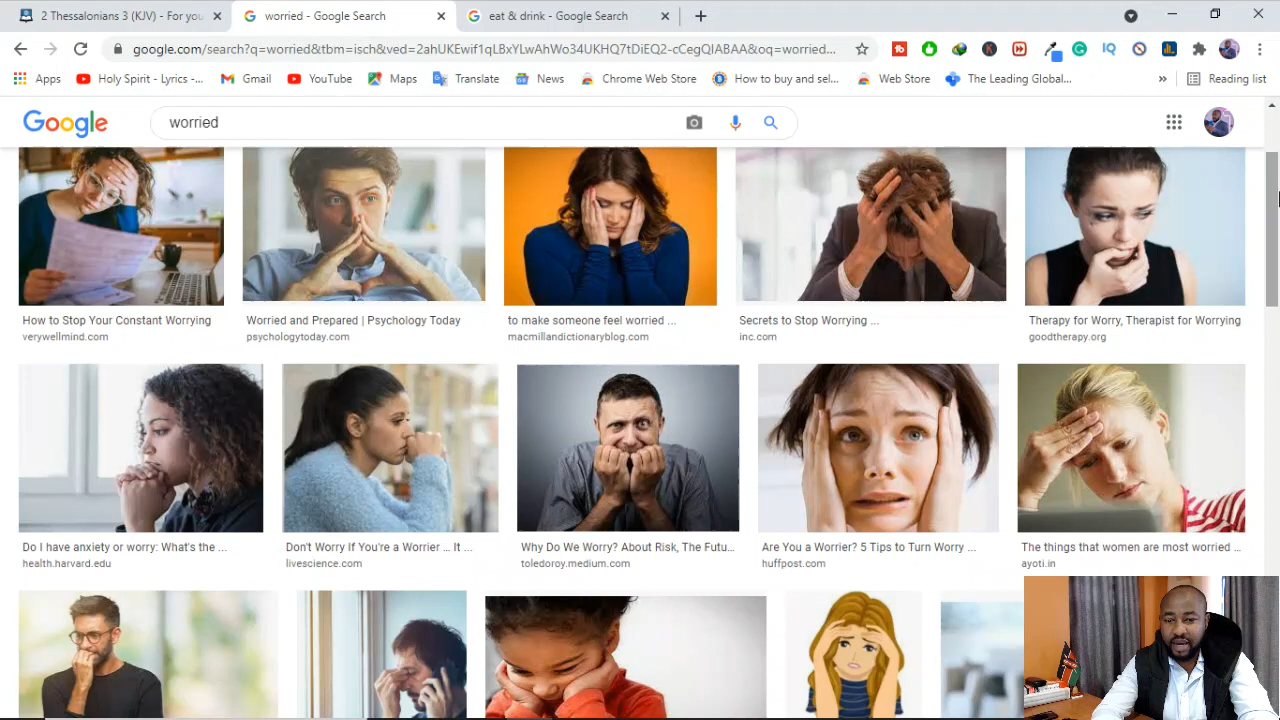 2 Thessalonians 3 (KJV) - For you
worried - Google Search
eat & drink - Google Search
google.com/search?q=worried&tbm=isch&ved=2ahUKEwif1qLBxYLwAhWo34UKHQ7tDiEQ2-cCegQIABAA&oq=worried...
Apps
Holy Spirit - Lyrics -...
Gmail
YouTube
Maps
Translate
News
Chrome Web Store
How to buy and sel...
Web Store
The Leading Global...
»
Reading list
Google
worried
How to Stop Your Constant Worrying
verywellmind.com
Worried and Prepared | Psychology Today
psychologytoday.com
to make someone feel worried ...
macmillandictionaryblog.com
Secrets to Stop Worrying ...
inc.com
Therapy for Worry, Therapist for Worrying
goodtherapy.org
Do I have anxiety or worry: What's the ...
health.harvard.edu
Don't Worry If You're a Worrier ... It ...
livescience.com
Why Do We Worry? About Risk, The Futu...
toledoroy.medium.com
Are You a Worrier? 5 Tips to Turn Worry ...
huffpost.com
The things that women are most worried ...
ayoti.in